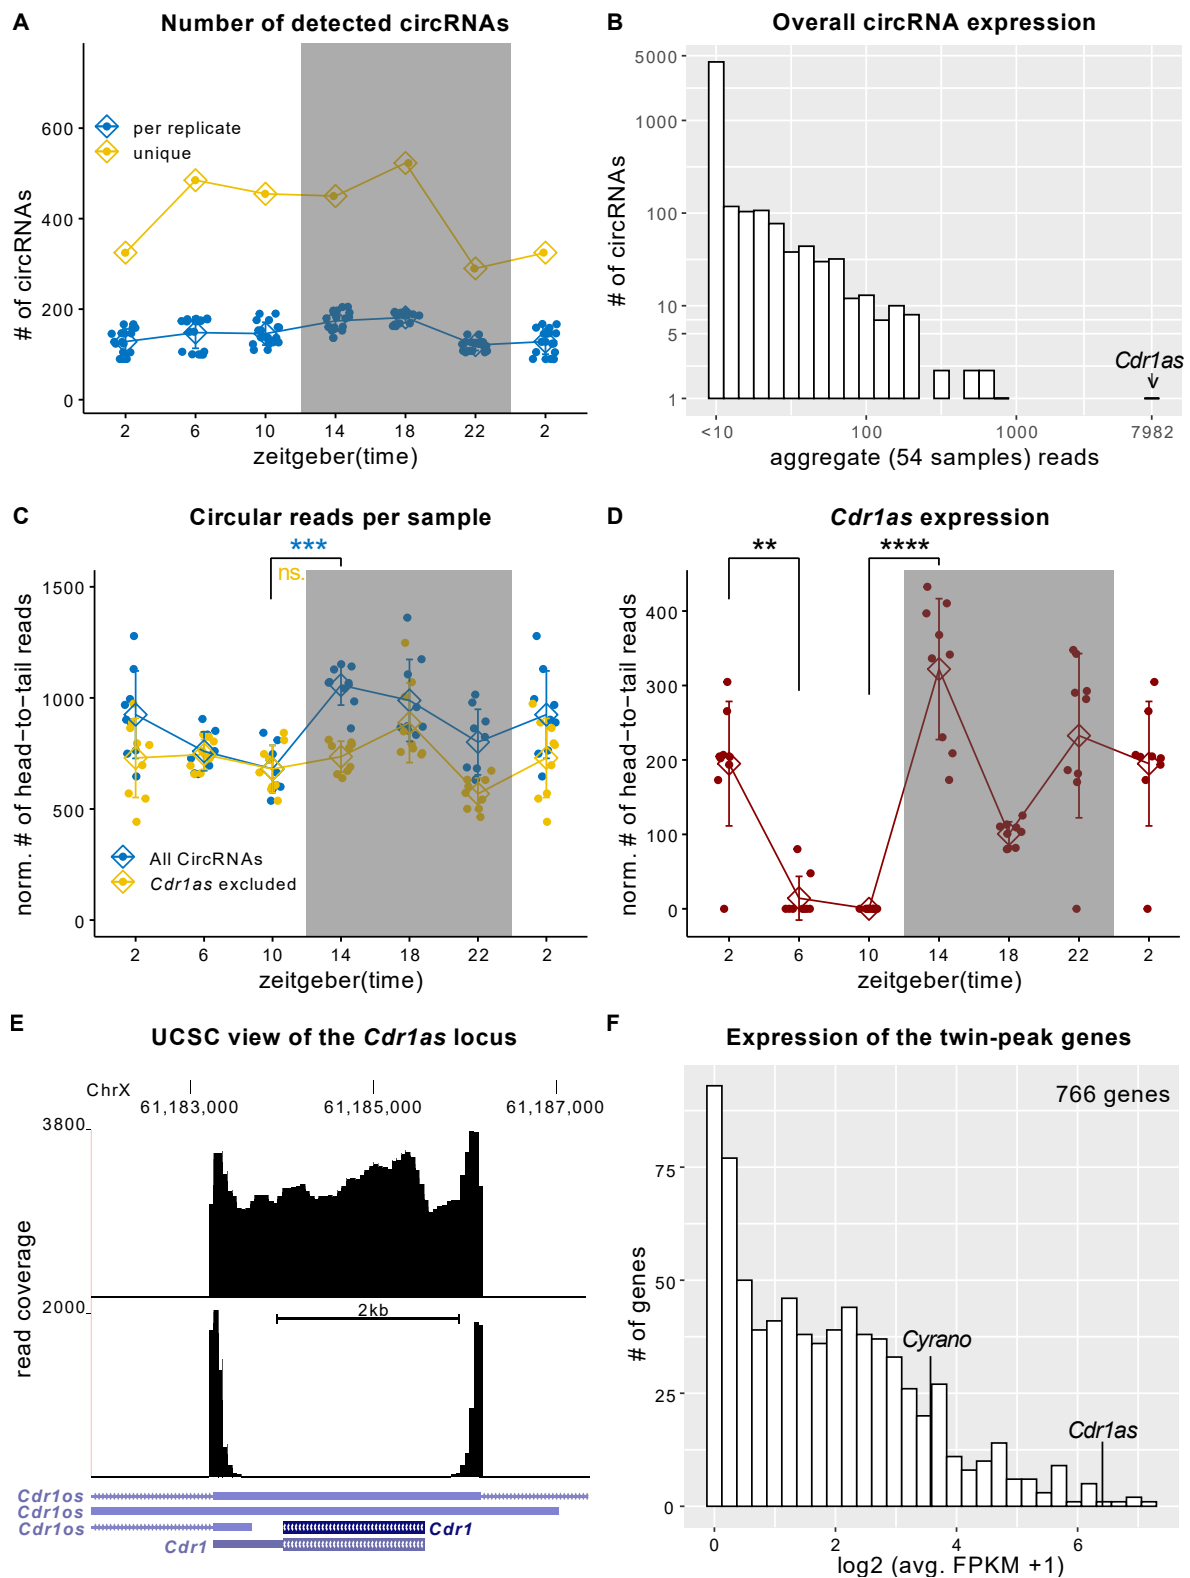 A
Number of detected circRNAs
# of circRNAs
600
400
200
0
per replicate
unique
2 6 10 14 18 22 2
zeitgeber(time)
B
Overall circRNA expression
# of circRNAs
5000
1000
100
10
5
1
Cdr1as
<10 100 1000 7982
aggregate (54 samples) reads
C
Circular reads per sample
***
ns.
norm. # of head-to-tail reads
1500
1000
500
0
All CircRNAs
Cdr1as excluded
2 6 10 14 18 22 2
zeitgeber(time)
D
Cdr1as expression
** ****
norm. # of head-to-tail reads
400
300
200
100
0
2 6 10 14 18 22 2
zeitgeber(time)
E
UCSC view of the Cdr1as locus
ChrX
61,183,000 61,185,000 61,187,000
3800
read coverage
2000
2kb
Cdr1os
Cdr1os
Cdr1os
Cdr1
Cdr1
F
Expression of the twin-peak genes
766 genes
# of genes
75
50
25
0
Cyrano
Cdr1as
0 2 4 6
log2 (avg. FPKM +1)